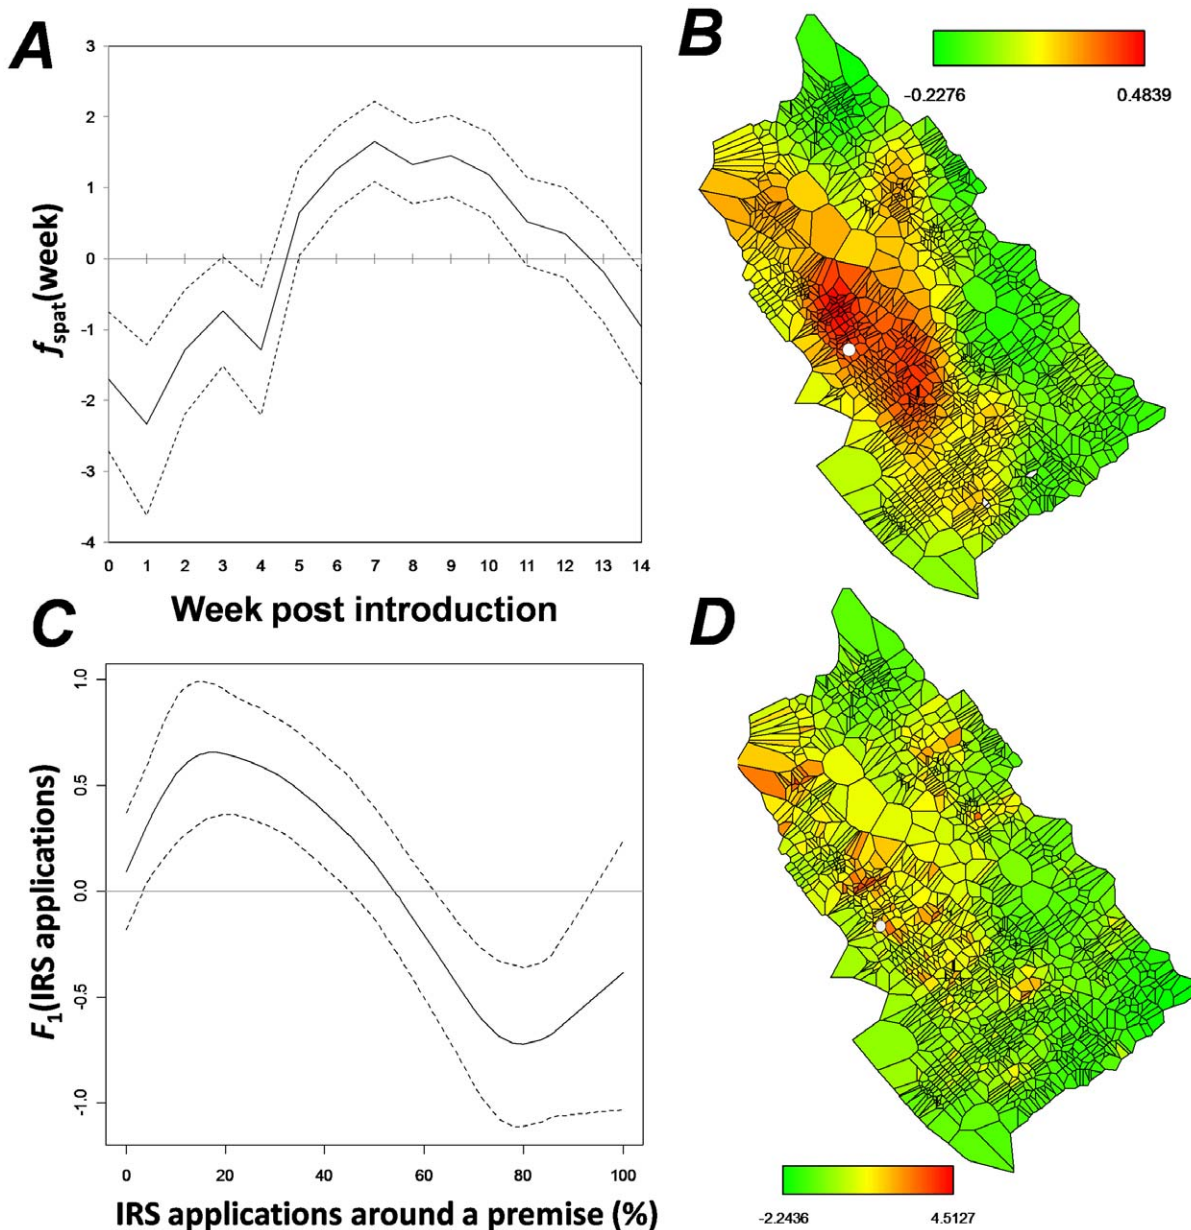 A
3
2
1
0
-1
-2
-3
-4
fspat(week)
0 1 2 3 4 5 6 7 8 9 10 11 12 13 14
Week post introduction
B
-0.2276 0.4839
C
1.0
0.5
0.0
-0.5
-1.0
F1(IRS applications)
0 20 40 60 80 100
IRS applications around a premise (%)
D
-2.2436 4.5127